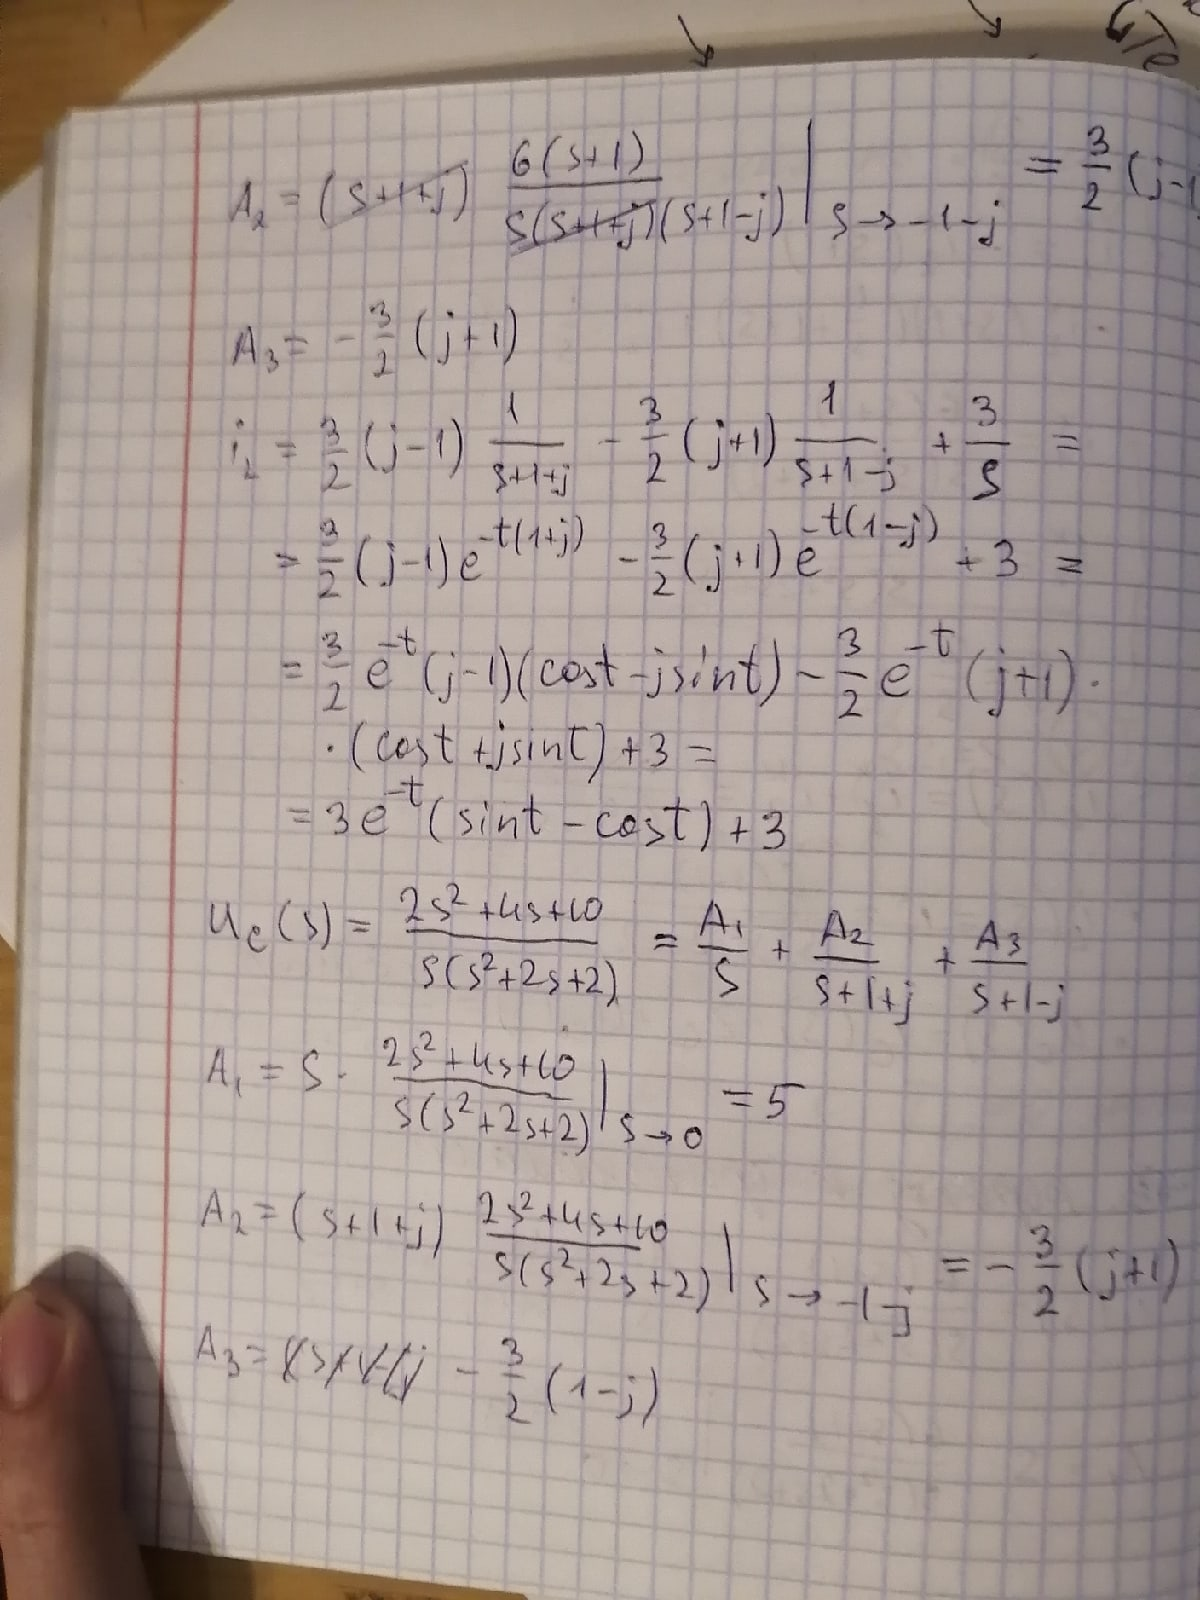 Te
A₂ = (s+1+j) 6(s+1) / s(s+1+j)(s+1-j) | s→-1-j = 3/2 (j-1
A₃ = - 3/2 (j+1)
i₂ = 3/2 (j-1) 1/(s+1+j) - 3/2 (j+1) 1/(s+1-j) + 3/s =
= 3/2 (j-1) e^(-t(1+j)) - 3/2 (j+1) e^(-t(1-j)) + 3 =
= 3/2 e^(-t) (j-1)(cost - jsint) - 3/2 e^(-t) (j+1) ·
· (cost + jsint) + 3 =
= 3e^(-t) (sint - cost) + 3
u_c(s) = (2s²+4s+10) / s(s²+2s+2) = A₁/s + A₂/(s+1+j) + A₃/(s+1-j)
A₁ = s · (2s²+4s+10) / s(s²+2s+2) | s→0 = 5
A₂ = (s+1+j) (2s²+4s+10) / s(s²+2s+2) | s→-1-j = - 3/2 (j+1)
A₃ = - 3/2 (1-j)